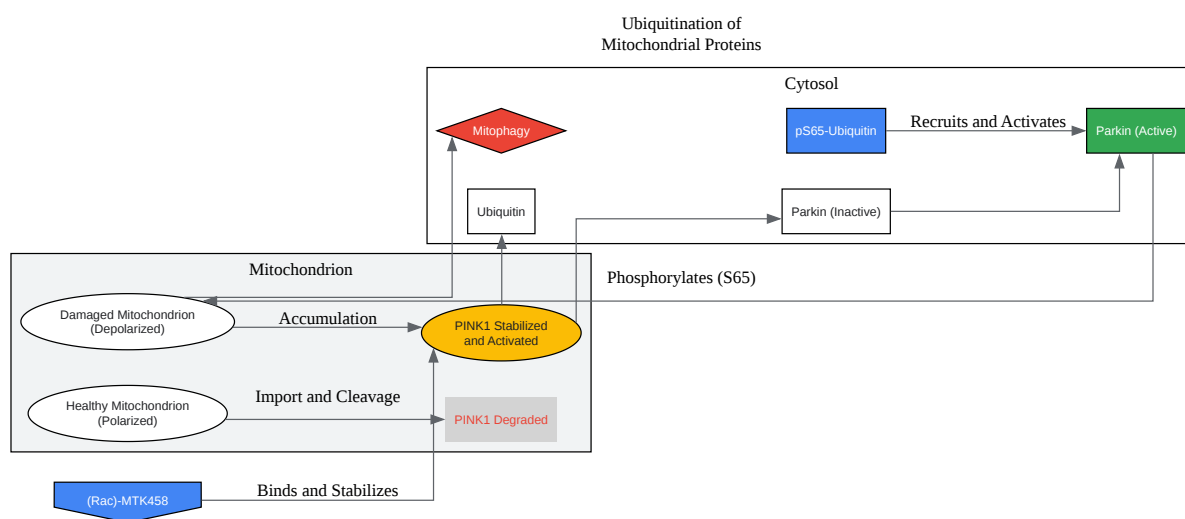 Ubiquitination of
Mitochondrial Proteins
Cytosol
Mitophagy
pS65-Ubiquitin
Recruits and Activates
Parkin (Active)
Ubiquitin
Parkin (Inactive)
Mitochondrion
Phosphorylates (S65)
Damaged Mitochondrion
(Depolarized)
Accumulation
PINK1 Stabilized
and Activated
Healthy Mitochondrion
(Polarized)
Import and Cleavage
PINK1 Degraded
(Rac)-MTK458
Binds and Stabilizes